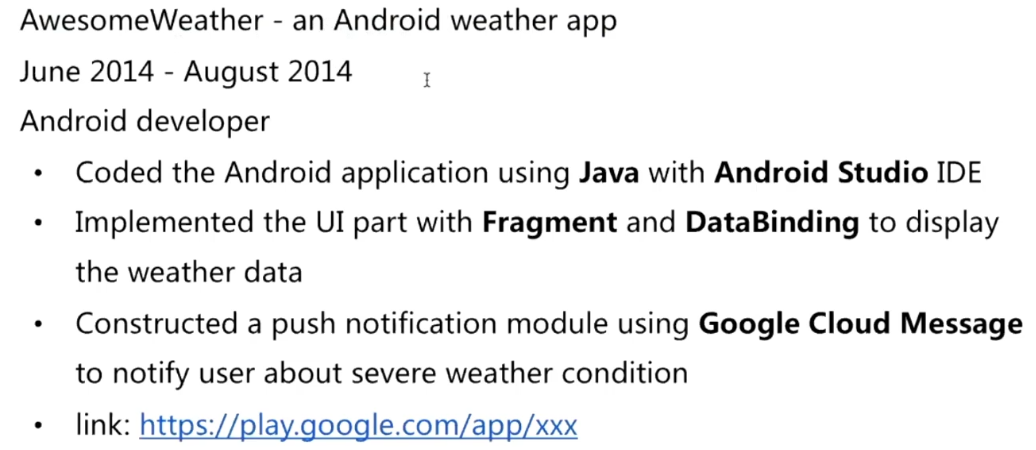 AwesomeWeather - an Android weather app
June 2014 - August 2014
Android developer
• Coded the Android application using Java with Android Studio IDE
• Implemented the UI part with Fragment and DataBinding to display
the weather data
• Constructed a push notification module using Google Cloud Message
to notify user about severe weather condition
• link: https://play.google.com/app/xxx